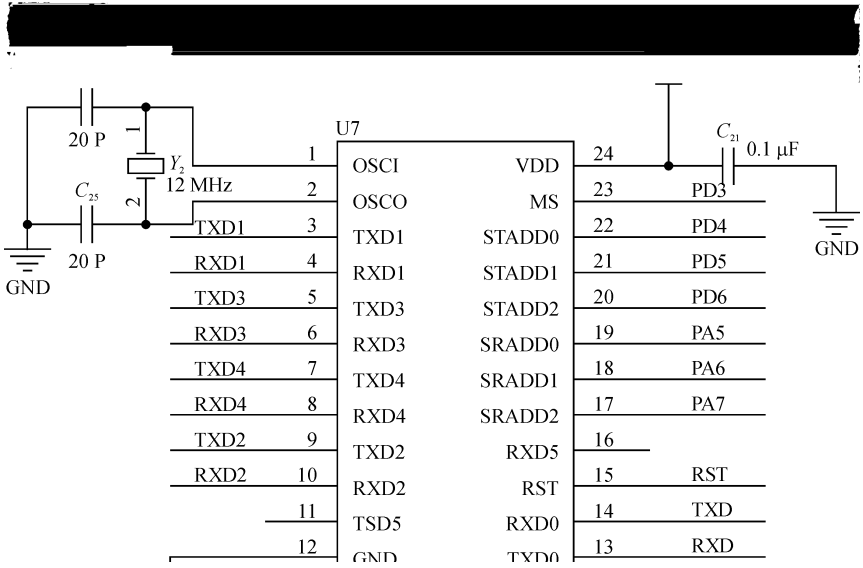 U7
20 P
1
Y₂
12 MHz
2
C₂₅
20 P
GND
1 OSCI VDD 24
2 OSCO MS 23 PD3
TXD1 3 TXD1 STADD0 22 PD4
RXD1 4 RXD1 STADD1 21 PD5
TXD3 5 TXD3 STADD2 20 PD6
RXD3 6 RXD3 SRADD0 19 PA5
TXD4 7 TXD4 SRADD1 18 PA6
RXD4 8 RXD4 SRADD2 17 PA7
TXD2 9 TXD2 RXD5 16
RXD2 10 RXD2 RST 15 RST
11 TSD5 RXD0 14 TXD
12 GND TXD0 13 RXD
C₂₁
0.1 μF
GND